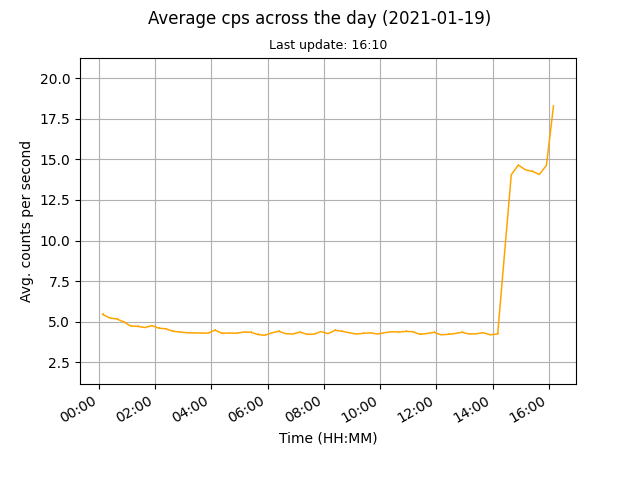 Average cps across the day (2021-01-19)
Last update: 16:10
Avg. counts per second
20.0
17.5
15.0
12.5
10.0
7.5
5.0
2.5
00:00 02:00 04:00 06:00 08:00 10:00 12:00 14:00 16:00
Time (HH:MM)